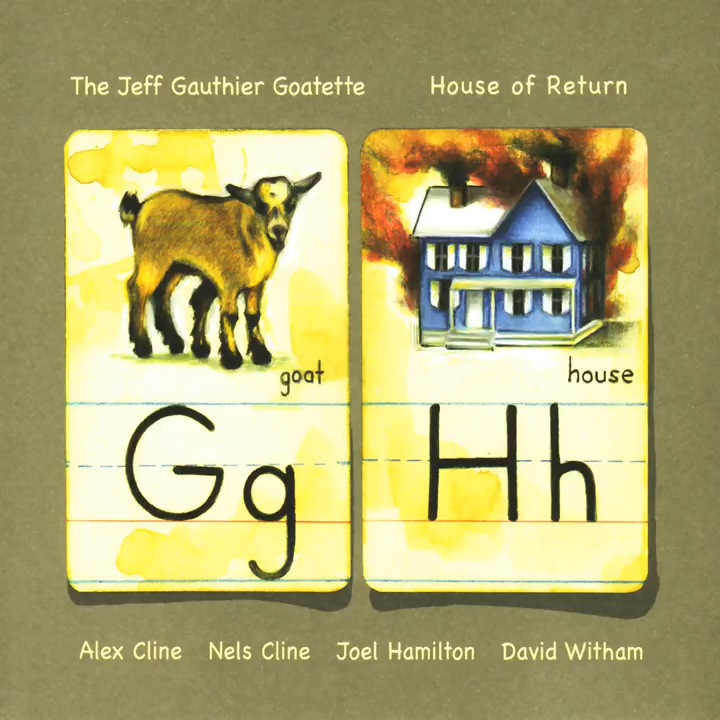 The Jeff Gauthier Goatette House of Return
goat
house
Gg
Hh
Alex Cline Nels Cline Joel Hamilton David Witham